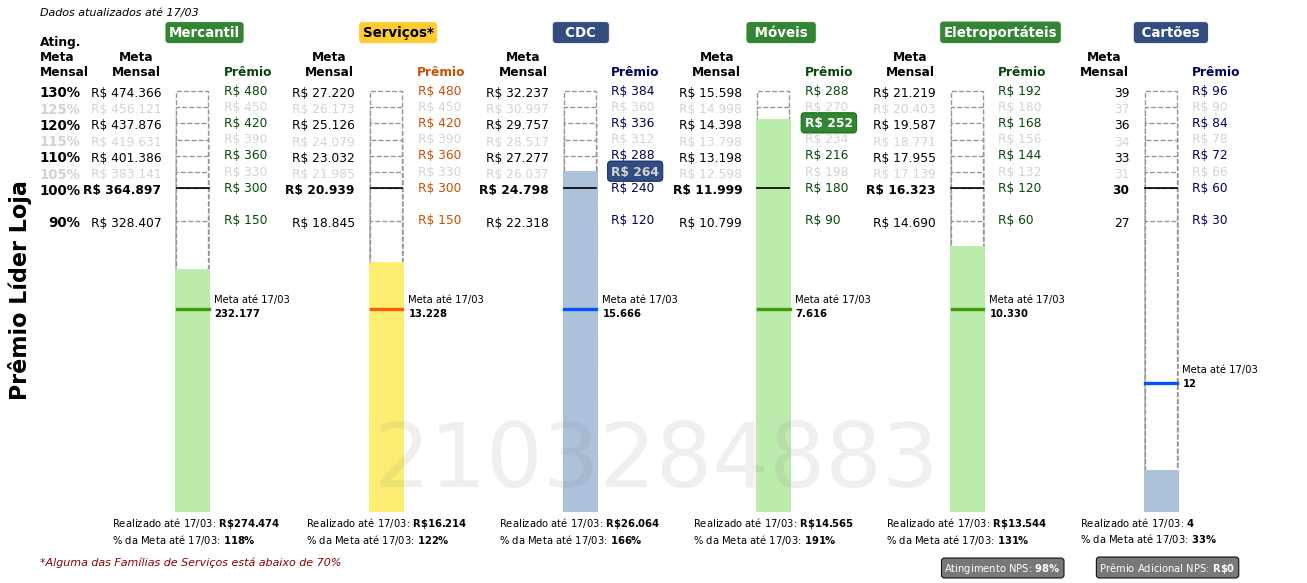 Dados atualizados até 17/03
Mercantil Serviços* CDC Móveis Eletroportáteis Cartões
Ating. Meta Mensal
Meta Mensal Prêmio Meta Mensal Prêmio Meta Mensal Prêmio Meta Mensal Prêmio Meta Mensal Prêmio Meta Mensal Prêmio
130% R$ 474.366 R$ 480 R$ 27.220 R$ 480 R$ 32.237 R$ 384 R$ 15.598 R$ 288 R$ 21.219 R$ 192 39 R$ 96
125% R$ 456.121 R$ 450 R$ 26.173 R$ 450 R$ 30.997 R$ 360 R$ 14.998 R$ 270 R$ 20.403 R$ 180 37 R$ 90
120% R$ 437.876 R$ 420 R$ 25.126 R$ 420 R$ 29.757 R$ 336 R$ 14.398 R$ 252 R$ 19.587 R$ 168 36 R$ 84
115% R$ 419.631 R$ 390 R$ 24.079 R$ 390 R$ 28.517 R$ 312 R$ 13.798 R$ 234 R$ 18.771 R$ 156 34 R$ 78
110% R$ 401.386 R$ 360 R$ 23.032 R$ 360 R$ 27.277 R$ 288 R$ 13.198 R$ 216 R$ 17.955 R$ 144 33 R$ 72
105% R$ 383.141 R$ 330 R$ 21.985 R$ 330 R$ 26.037 R$ 264 R$ 12.598 R$ 198 R$ 17.139 R$ 132 31 R$ 66
100% R$ 364.897 R$ 300 R$ 20.939 R$ 300 R$ 24.798 R$ 240 R$ 11.999 R$ 180 R$ 16.323 R$ 120 30 R$ 60
90% R$ 328.407 R$ 150 R$ 18.845 R$ 150 R$ 22.318 R$ 120 R$ 10.799 R$ 90 R$ 14.690 R$ 60 27 R$ 30
Prêmio Líder Loja
Meta até 17/03 Meta até 17/03 Meta até 17/03 Meta até 17/03 Meta até 17/03
232.177 13.228 15.666 7.616 10.330
Meta até 17/03
12
2103284883
Realizado até 17/03: R$274.474 Realizado até 17/03: R$16.214 Realizado até 17/03: R$26.064 Realizado até 17/03: R$14.565 Realizado até 17/03: R$13.544 Realizado até 17/03: 4
% da Meta até 17/03: 118% % da Meta até 17/03: 122% % da Meta até 17/03: 166% % da Meta até 17/03: 191% % da Meta até 17/03: 131% % da Meta até 17/03: 33%
*Alguma das Famílias de Serviços está abaixo de 70%
Atingimento NPS: 98% Prêmio Adicional NPS: R$0